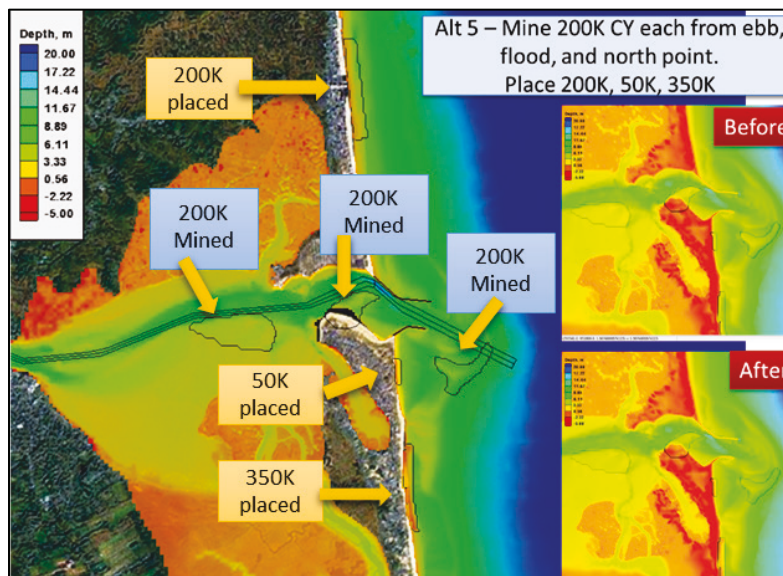 Depth, m
20.00
17.22
14.44
11.67
8.89
6.11
3.33
0.56
-2.22
-5.00
Alt 5 – Mine 200K CY each from ebb,
flood, and north point.
Place 200K, 50K, 350K
200K
placed
Before
200K
Mined
200K
Mined
200K
Mined
50K
placed
350K
placed
Depth, m
After
Depth, m